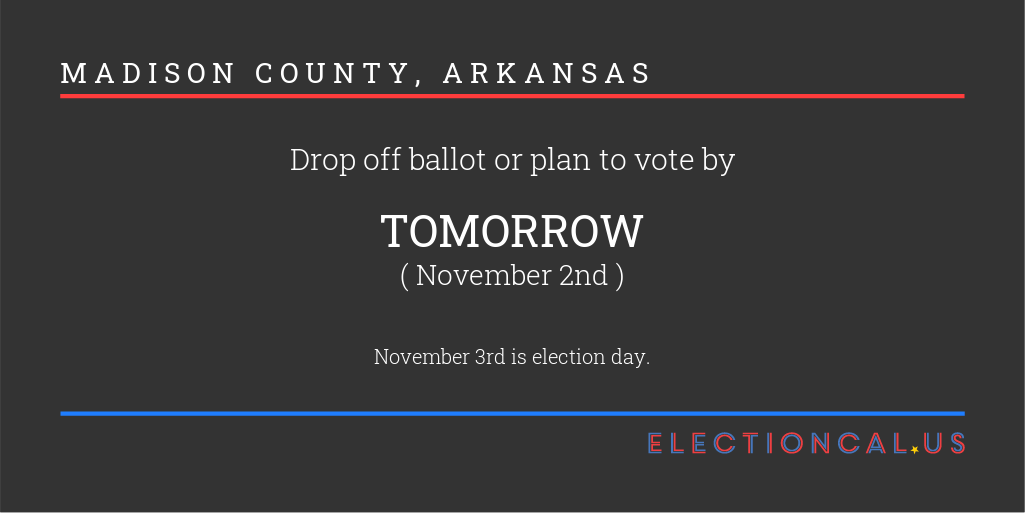 MADISON COUNTY, ARKANSAS
Drop off ballot or plan to vote by
TOMORROW
( November 2nd )
November 3rd is election day.
ELECTIONCAL.US